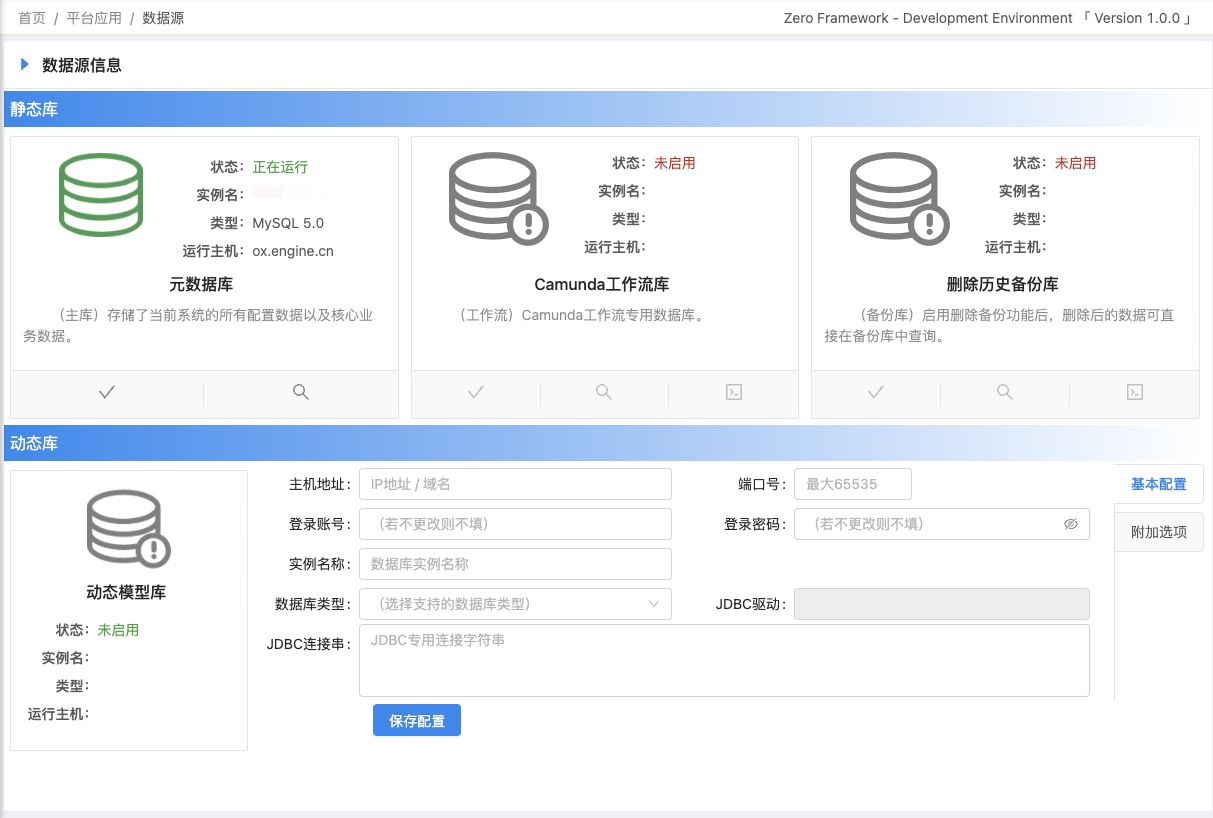 首页 / 平台应用 / 数据源
Zero Framework - Development Environment 「 Version 1.0.0 」
数据源信息
静态库
状态: 正在运行
实例名:
类型: MySQL 5.0
运行主机: ox.engine.cn
元数据库
（主库）存储了当前系统的所有配置数据以及核心业
务数据。
状态: 未启用
实例名:
类型:
运行主机:
Camunda工作流库
（工作流）Camunda工作流专用数据库。
状态: 未启用
实例名:
类型:
运行主机:
删除历史备份库
（备份库）启用删除备份功能后，删除后的数据可直
接在备份库中查询。
动态库
动态模型库
状态: 未启用
实例名:
类型:
运行主机:
主机地址: IP地址 / 域名
端口号: 最大65535
登录账号: （若不更改则不填）
登录密码: （若不更改则不填）
实例名称: 数据库实例名称
数据库类型: （选择支持的数据库类型）
JDBC驱动:
JDBC连接串: JDBC专用连接字符串
保存配置
基本配置
附加选项